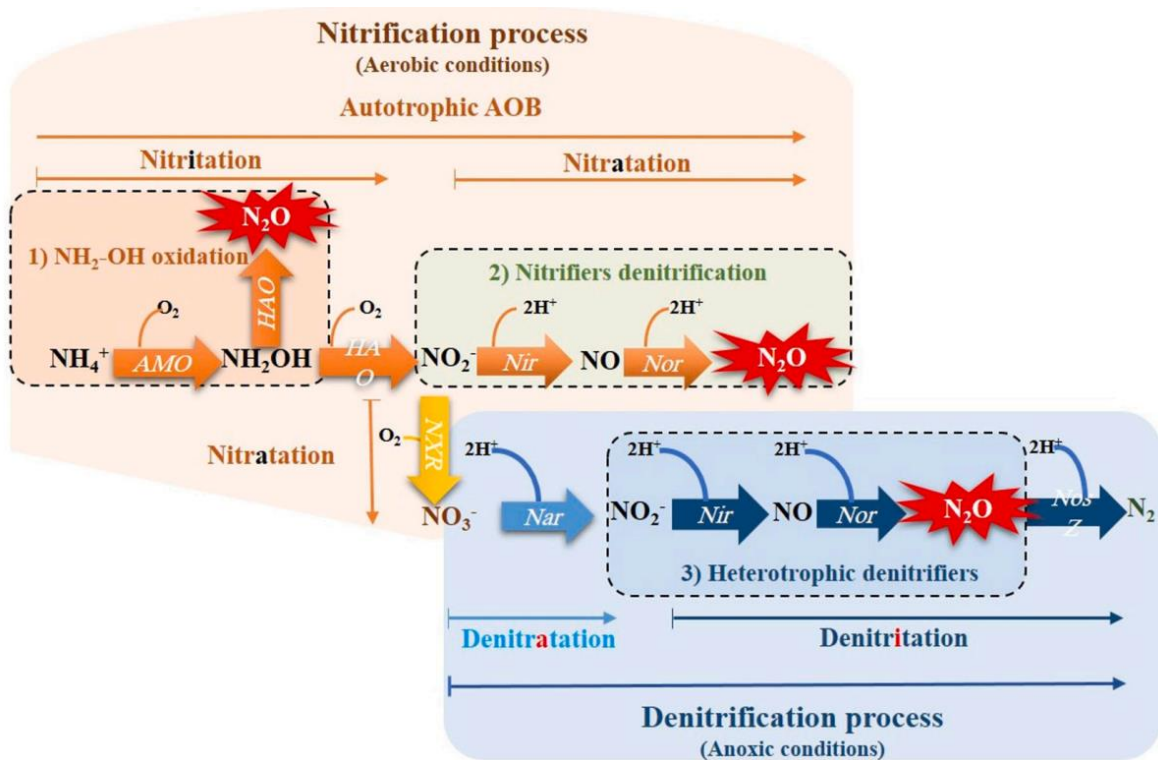 Nitrification process
(Aerobic conditions)
Autotrophic AOB
Nitritation
Nitratation
N₂O
1) NH₂-OH oxidation
2) Nitrifiers denitrification
HAO
O₂
O₂
2H⁺
2H⁺
NH₄⁺
AMO
NH₂OH
HA
O
NO₂⁻
Nir
NO
Nor
N₂O
Nitratation
O₂
NXR
2H⁺
2H⁺
2H⁺
2H⁺
NO₃⁻
Nar
NO₂⁻
Nir
NO
Nor
N₂O
Nos
Z
N₂
3) Heterotrophic denitrifiers
Denitratation
Denitritation
Denitrification process
(Anoxic conditions)